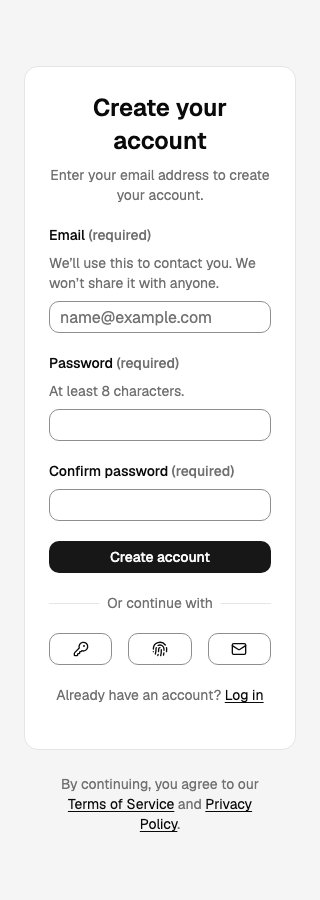 Create your
account
Enter your email address to create
your account.
Email (required)
We’ll use this to contact you. We
won’t share it with anyone.
name@example.com
Password (required)
At least 8 characters.
Confirm password (required)
Create account
Or continue with
Already have an account? Log in
By continuing, you agree to our
Terms of Service and Privacy
Policy.